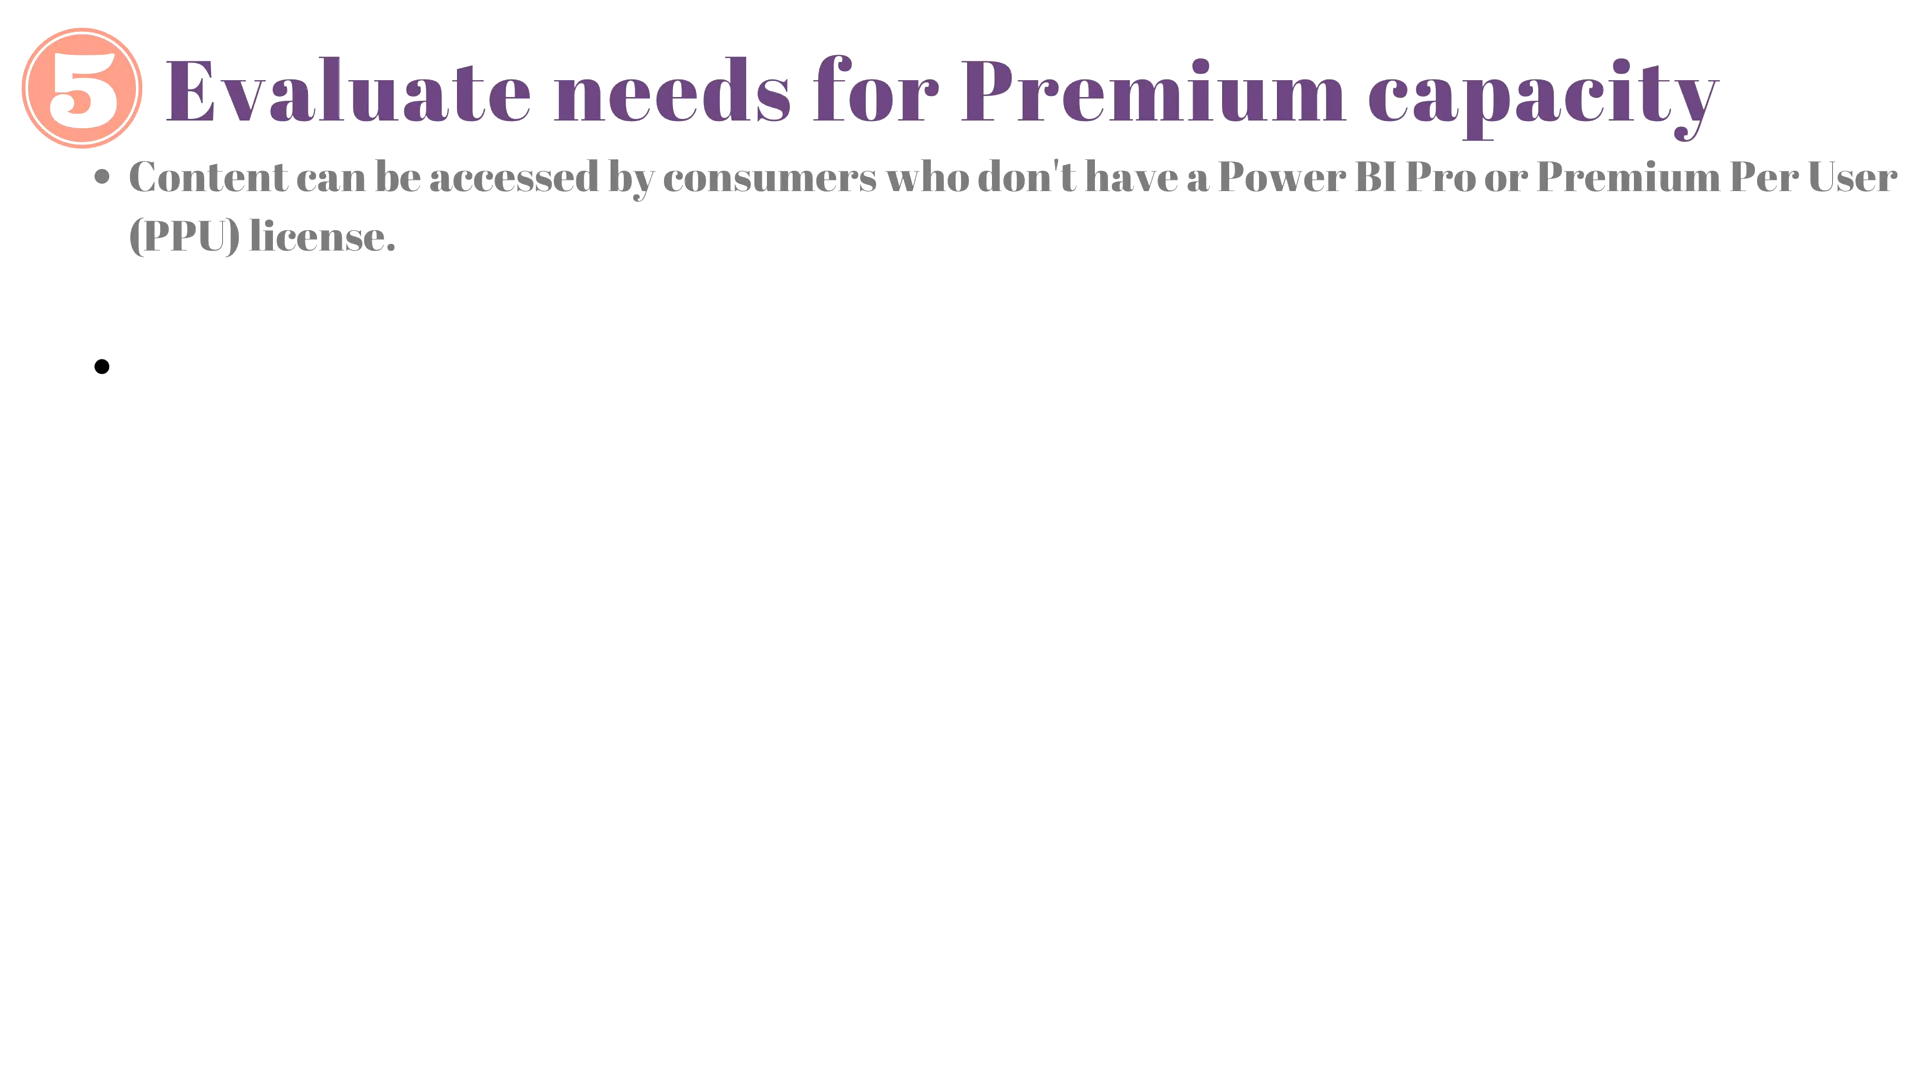 5 Evaluate needs for Premium capacity
• Content can be accessed by consumers who don't have a Power BI Pro or Premium Per User
(PPU) license.
•